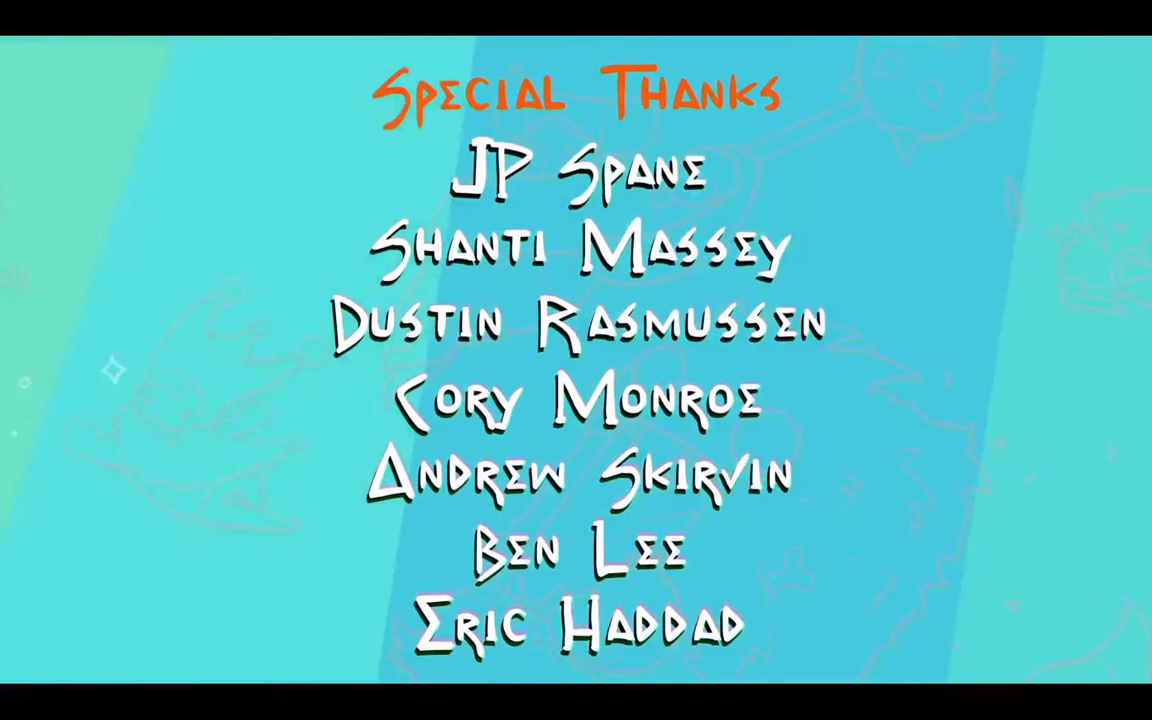 Special Thanks
JP Spane
Shanti Massey
Dustin Rasmussen
Cory Monroe
Andrew Skirvin
Ben Lee
Eric Haddad